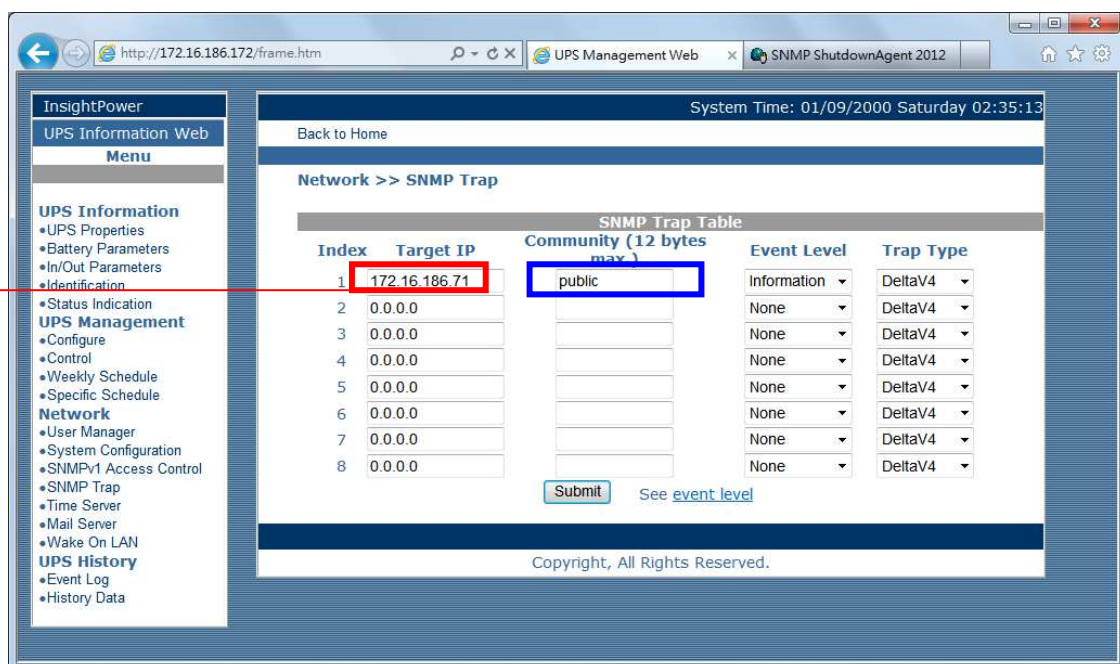 http://172.16.186.172/frame.htm
UPS Management Web
SNMP ShutdownAgent 2012
InsightPower
UPS Information Web
Menu
UPS Information
•UPS Properties
•Battery Parameters
•In/Out Parameters
•Identification
•Status Indication
UPS Management
•Configure
•Control
•Weekly Schedule
•Specific Schedule
Network
•User Manager
•System Configuration
•SNMPv1 Access Control
•SNMP Trap
•Time Server
•Mail Server
•Wake On LAN
UPS History
•Event Log
•History Data
System Time: 01/09/2000 Saturday 02:35:13
Back to Home
Network >> SNMP Trap
SNMP Trap Table
Index Target IP Community (12 bytes max.) Event Level Trap Type
1 172.16.186.71 public Information DeltaV4
2 0.0.0.0 None DeltaV4
3 0.0.0.0 None DeltaV4
4 0.0.0.0 None DeltaV4
5 0.0.0.0 None DeltaV4
6 0.0.0.0 None DeltaV4
7 0.0.0.0 None DeltaV4
8 0.0.0.0 None DeltaV4
Submit See event level
Copyright, All Rights Reserved.